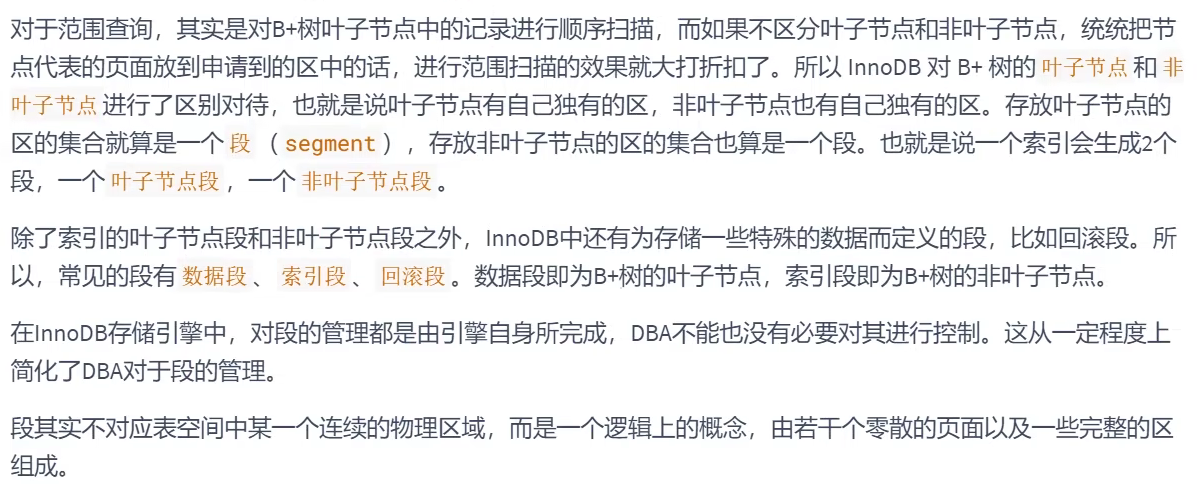 对于范围查询，其实是对B+树叶子节点中的记录进行顺序扫描，而如果不区分叶子节点和非叶子节点，统统把节
点代表的页面放到申请到的区中的话，进行范围扫描的效果就大打折扣了。所以 InnoDB 对 B+ 树的 叶子节点 和 非
叶子节点 进行了区别对待，也就是说叶子节点有自己独有的区，非叶子节点也有自己独有的区。存放叶子节点的
区的集合就算是一个 段 （ segment ） ，存放非叶子节点的区的集合也算是一个段。也就是说一个索引会生成2个
段，一个 叶子节点段 ，一个 非叶子节点段 。
除了索引的叶子节点段和非叶子节点段之外，InnoDB中还有为存储一些特殊的数据而定义的段，比如回滚段。所
以，常见的段有 数据段 、 索引段 、 回滚段 。数据段即为B+树的叶子节点，索引段即为B+树的非叶子节点。
在InnoDB存储引擎中，对段的管理都是由引擎自身所完成，DBA不能也没有必要对其进行控制。这从一定程度上
简化了DBA对于段的管理。
段其实不对应表空间中某一个连续的物理区域，而是一个逻辑上的概念，由若干个零散的页面以及一些完整的区
组成。